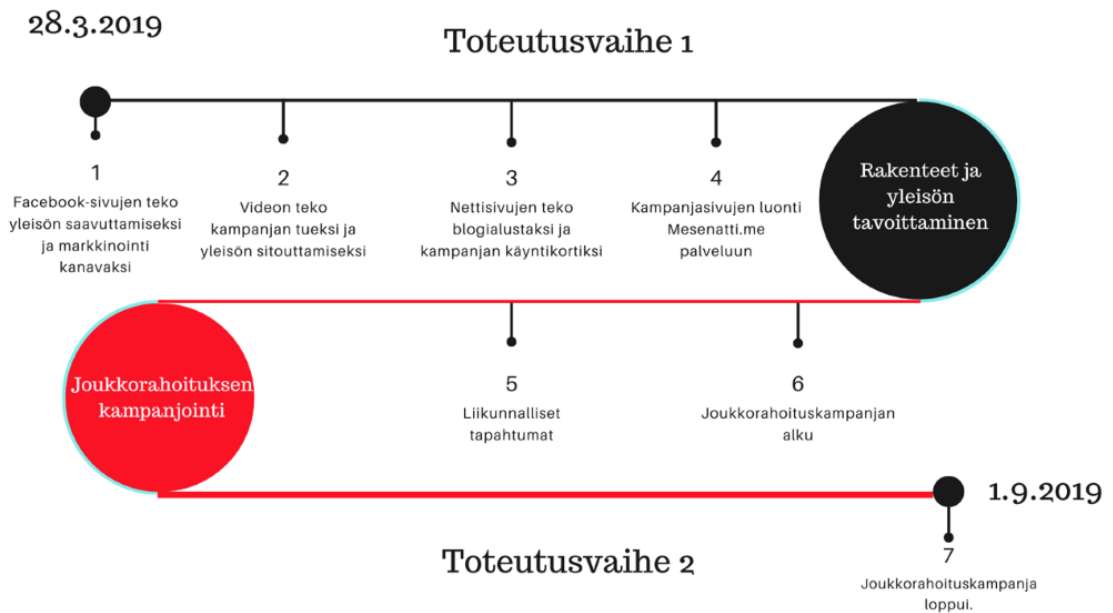 28.3.2019
Toteutusvaihe 1
1
Facebook-sivujen teko
yleisön saavuttamiseksi
ja markkinointi
kanavaksi
2
Videon teko
kampanjan tueksi ja
yleisön sitouttamiseksi
3
Nettisivujen teko
blogialustaksi ja
kampanjan käyntikortiksi
4
Kampanjasivujen luonti
Mesenatti.me
palveluun
Rakenteet ja
yleisön
tavoittaminen
Joukkorahoituksen
kampanjointi
5
Liikunnalliset
tapahtumat
6
Joukkorahoituskampanjan
alku
1.9.2019
Toteutusvaihe 2
7
Joukkorahoituskampanja
loppui.